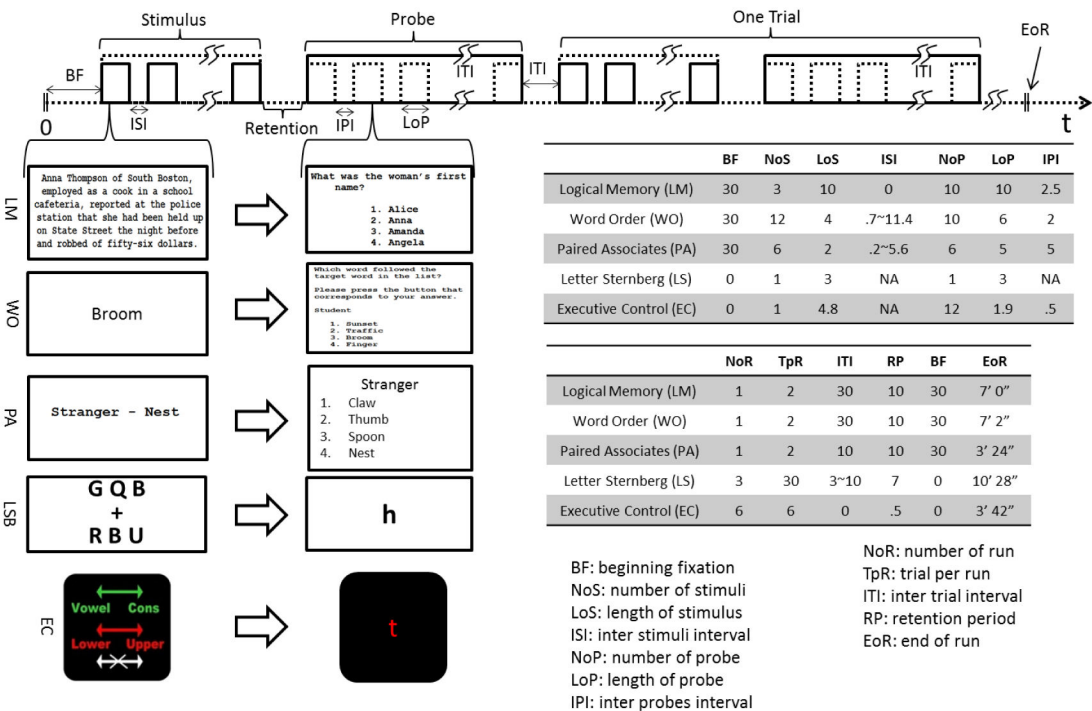 Stimulus
Probe
One Trial
EoR
BF
ITI
ITI
ITI
0
ISI
Retention
IPI
LoP
t
LM
Anna Thompson of South Boston,
employed as a cook in a school
cafeteria, reported at the police
station that she had been held up
on State Street the night before
and robbed of fifty-six dollars.
What was the woman's first
name?
1. Alice
2. Anna
3. Amanda
4. Angela
WO
Broom
Which word followed the
target word in the list?
Please press the button that
corresponds to your answer.
Student
1. Sunset
2. Traffic
3. Broom
4. Finger
PA
Stranger - Nest
Stranger
1. Claw
2. Thumb
3. Spoon
4. Nest
LSB
G Q B
+
R B U
h
EC
Vowel Cons
Lower Upper
t
BF NoS LoS ISI NoP LoP IPI
Logical Memory (LM) 30 3 10 0 10 10 2.5
Word Order (WO) 30 12 4 .7~11.4 10 6 2
Paired Associates (PA) 30 6 2 .2~5.6 6 5 5
Letter Sternberg (LS) 0 1 3 NA 1 3 NA
Executive Control (EC) 0 1 4.8 NA 12 1.9 .5
NoR TpR ITI RP BF EoR
Logical Memory (LM) 1 2 30 10 30 7' 0"
Word Order (WO) 1 2 30 10 30 7' 2"
Paired Associates (PA) 1 2 10 10 30 3' 24"
Letter Sternberg (LS) 3 30 3~10 7 0 10' 28"
Executive Control (EC) 6 6 0 .5 0 3' 42"
BF: beginning fixation
NoS: number of stimuli
LoS: length of stimulus
ISI: inter stimuli interval
NoP: number of probe
LoP: length of probe
IPI: inter probes interval
NoR: number of run
TpR: trial per run
ITI: inter trial interval
RP: retention period
EoR: end of run